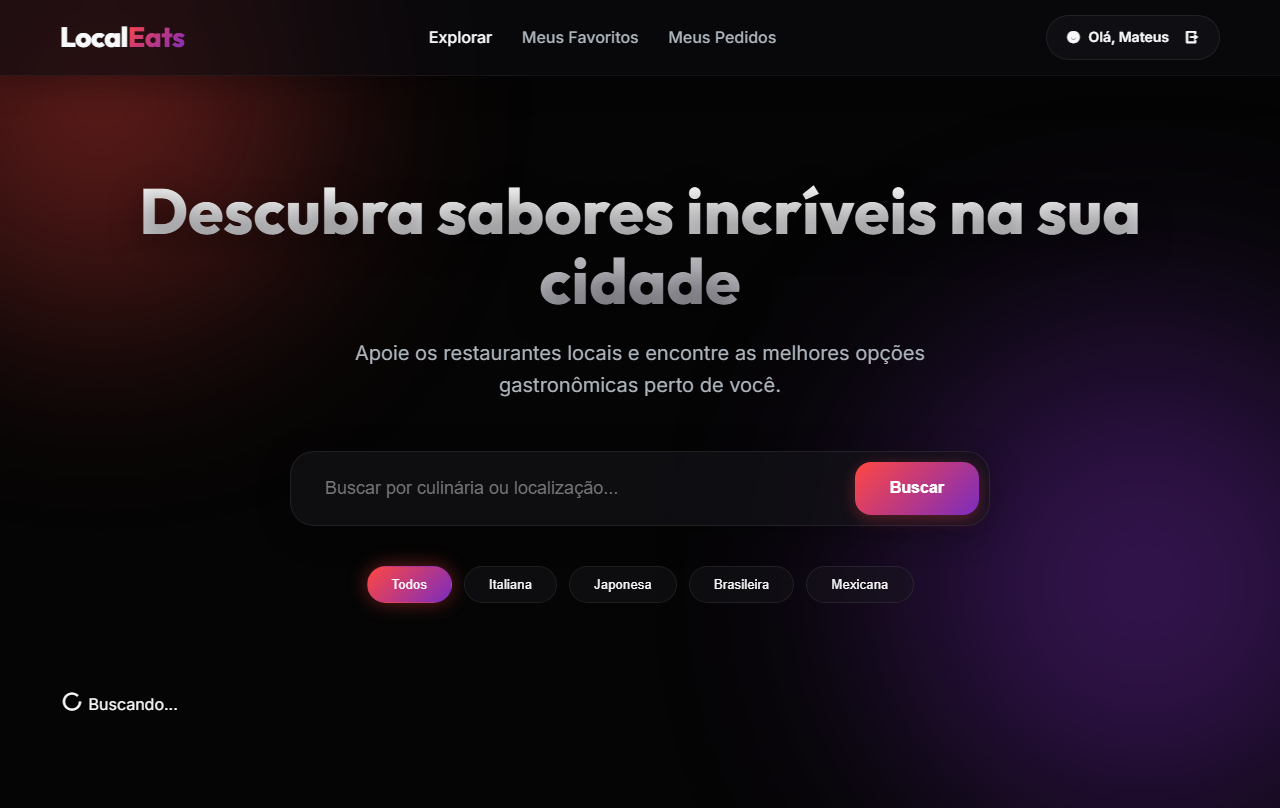 LocalEats
Explorar
Meus Favoritos
Meus Pedidos
Olá, Mateus
Descubra sabores incríveis na sua
cidade
Apoie os restaurantes locais e encontre as melhores opções
gastronômicas perto de você.
Buscar por culinária ou localização...
Buscar
Todos
Italiana
Japonesa
Brasileira
Mexicana
Buscando...